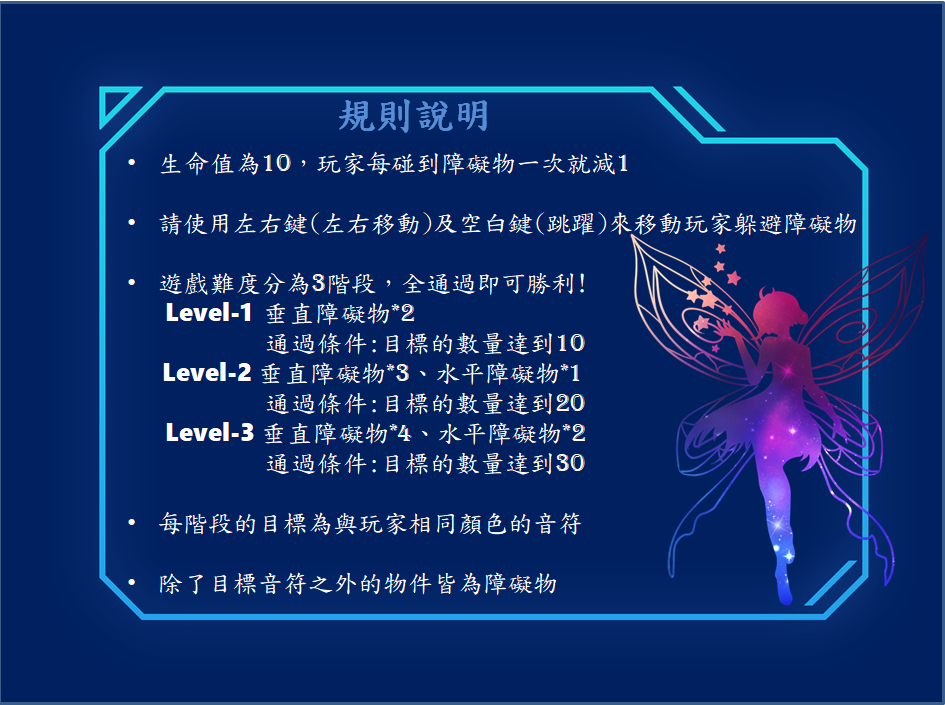 規則說明
• 生命值為10，玩家每碰到障礙物一次就減1
• 請使用左右鍵(左右移動)及空白鍵(跳躍)來移動玩家躲避障礙物
• 遊戲難度分為3階段，全通過即可勝利!
Level-1 垂直障礙物*2
通過條件:目標的數量達到10
Level-2 垂直障礙物*3、水平障礙物*1
通過條件:目標的數量達到20
Level-3 垂直障礙物*4、水平障礙物*2
通過條件:目標的數量達到30
• 每階段的目標為與玩家相同顏色的音符
• 除了目標音符之外的物件皆為障礙物